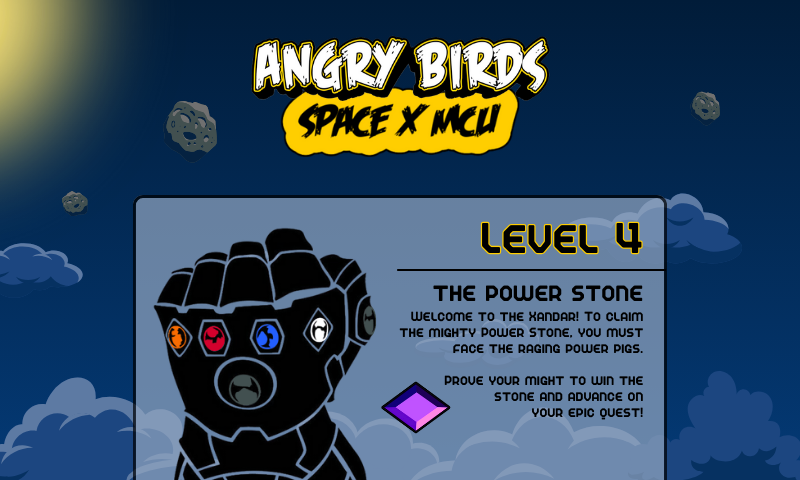 ANGRY BIRDS
SPACE X MCU
LEVEL 4
THE POWER STONE
WELCOME TO THE XANDAR! TO CLAIM
THE MIGHTY POWER STONE, YOU MUST
FACE THE RAGING POWER PIGS.
PROVE YOUR MIGHT TO WIN THE
STONE AND ADVANCE ON
YOUR EPIC QUEST!